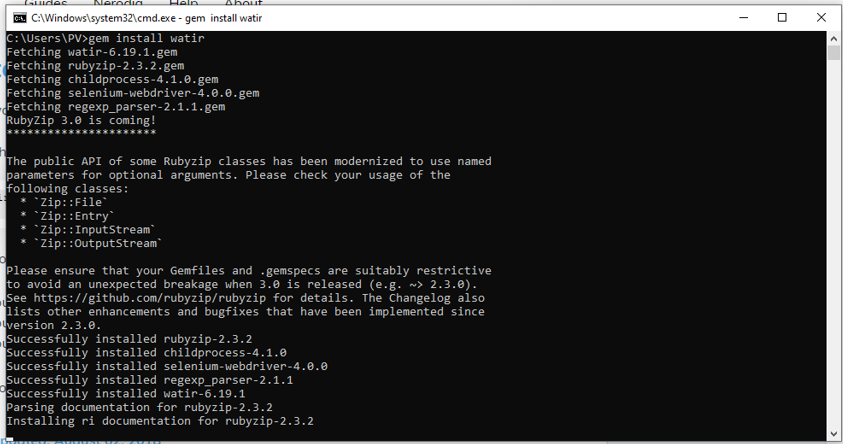 Guides Nerodig Help About
C:\Windows\system32\cmd.exe - gem install watir
C:\Users\PV>gem install watir
Fetching watir-6.19.1.gem
Fetching rubyzip-2.3.2.gem
Fetching childprocess-4.1.0.gem
Fetching selenium-webdriver-4.0.0.gem
Fetching regexp_parser-2.1.1.gem
RubyZip 3.0 is coming!
**********************
The public API of some Rubyzip classes has been modernized to use named
parameters for optional arguments. Please check your usage of the
following classes:
* `Zip::File`
* `Zip::Entry`
* `Zip::InputStream`
* `Zip::OutputStream`
Please ensure that your Gemfiles and .gemspecs are suitably restrictive
to avoid an unexpected breakage when 3.0 is released (e.g. ~> 2.3.0).
See https://github.com/rubyzip/rubyzip for details. The Changelog also
lists other enhancements and bugfixes that have been implemented since
version 2.3.0.
Successfully installed rubyzip-2.3.2
Successfully installed childprocess-4.1.0
Successfully installed selenium-webdriver-4.0.0
Successfully installed regexp_parser-2.1.1
Successfully installed watir-6.19.1
Parsing documentation for rubyzip-2.3.2
Installing ri documentation for rubyzip-2.3.2